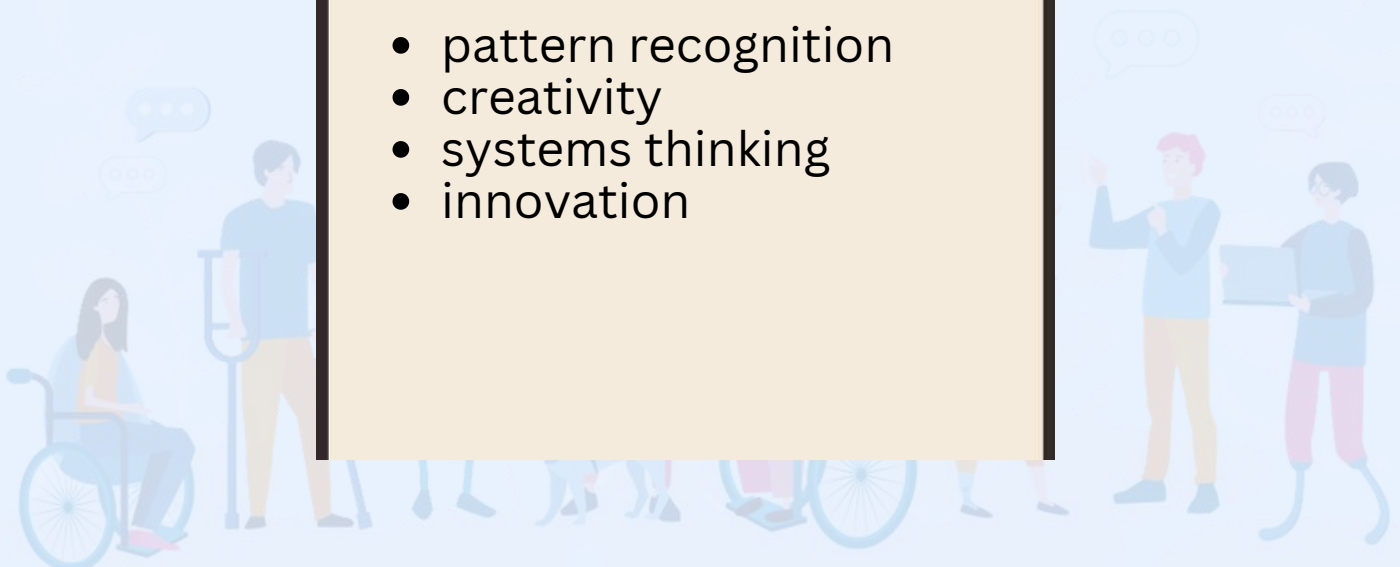 • pattern recognition
• creativity
• systems thinking
• innovation